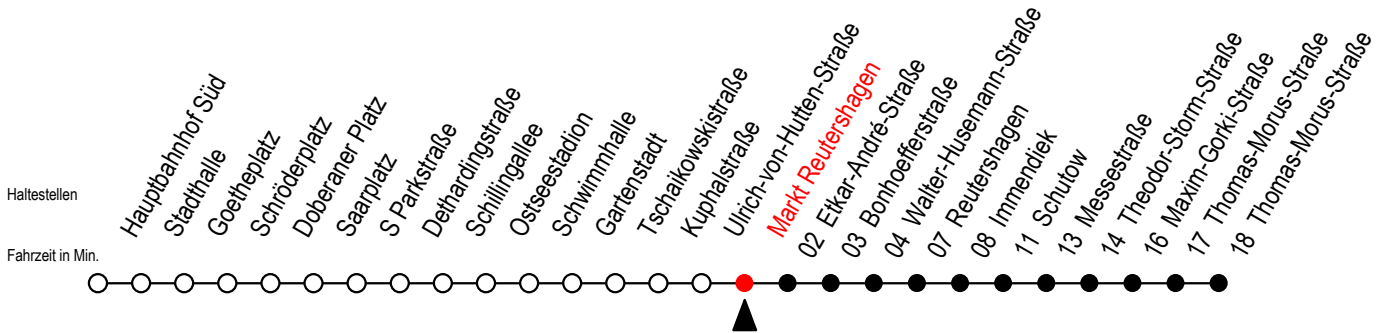 Haltestellen
Hauptbahnhof Süd
Stadthalle
Goetheplatz
Schröderplatz
Doberaner Platz
Saarplatz
S Parkstraße
Dethardingstraße
Schillingallee
Ostseestadion
Schwimmhalle
Gartenstadt
Tschaikowskistraße
Kuphalstraße
Ulrich-von-Hutten-Straße
Markt Reutershagen
02 Etkar-André-Straße
03 Bonhoefferstraße
04 Walter-Husemann-Straße
07 Reutershagen
08 Immendiek
11 Schutow
13 Messestraße
14 Theodor-Storm-Straße
16 Maxim-Gorki-Straße
17 Thomas-Morus-Straße
18 Thomas-Morus-Straße
Fahrzeit in Min.